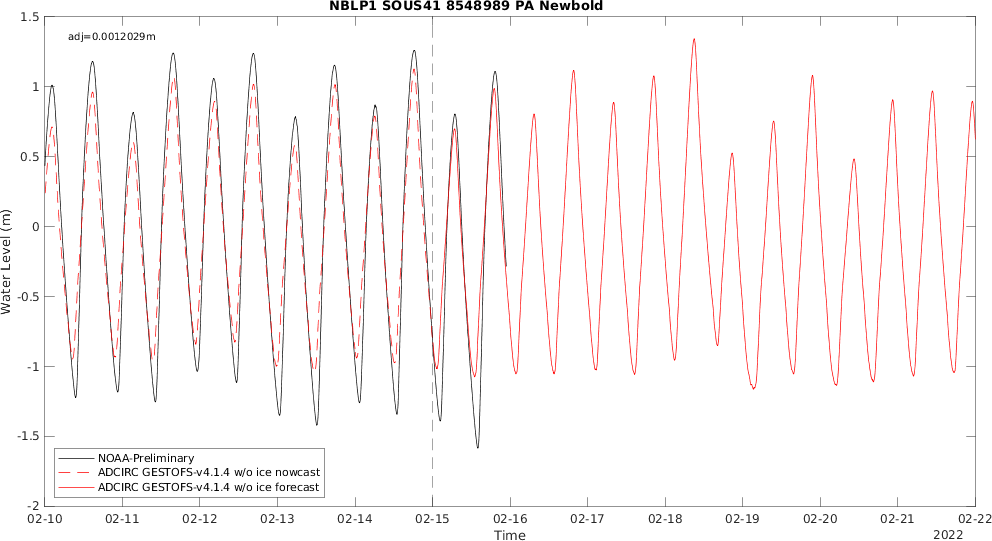 NBLP1 SOUS41 8548989 PA Newbold
adj=0.0012029m
1.5
1
0.5
0
-0.5
-1
-1.5
-2
Water Level (m)
NOAA-Preliminary
ADCIRC GESTOFS-v4.1.4 w/o ice nowcast
ADCIRC GESTOFS-v4.1.4 w/o ice forecast
02-10 02-11 02-12 02-13 02-14 02-15 02-16 02-17 02-18 02-19 02-20 02-21 02-22
Time
2022